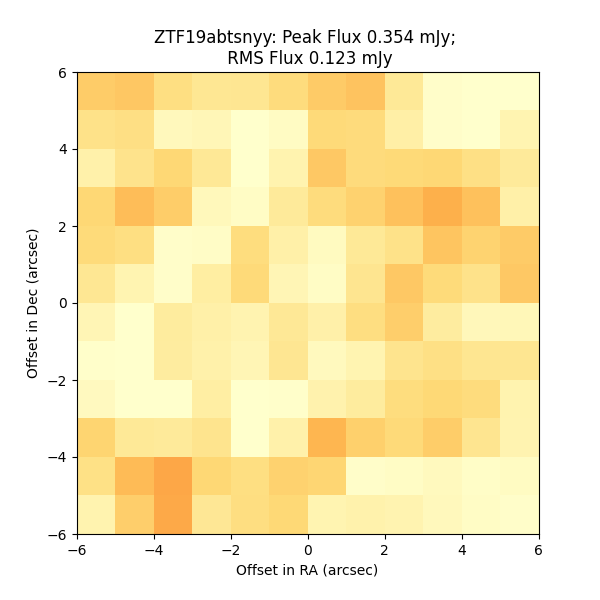 ZTF19abtsnyy: Peak Flux 0.354 mJy;
RMS Flux 0.123 mJy
6
4
2
0
−2
−4
−6
Offset in Dec (arcsec)
−6 −4 −2 0 2 4 6
Offset in RA (arcsec)